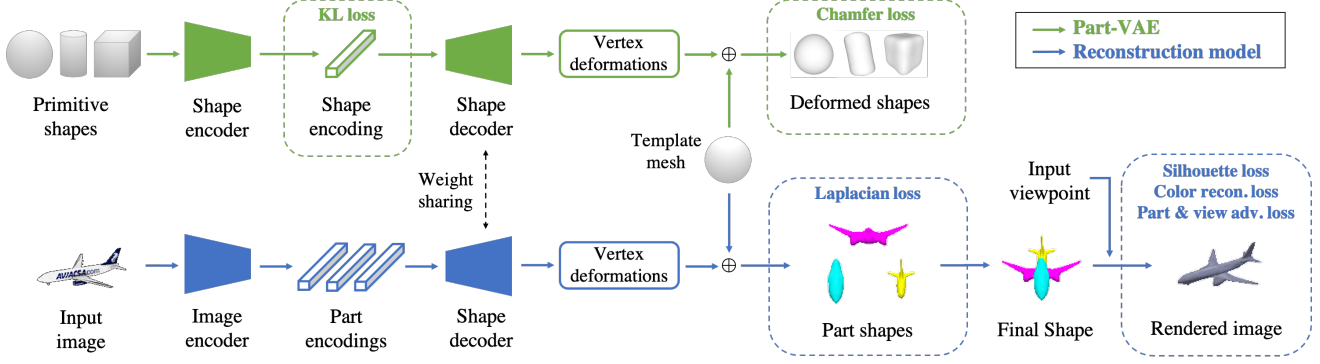 KL loss
Chamfer loss
Part-VAE
Reconstruction model
Primitive
shapes
Shape
encoder
Shape
encoding
Shape
decoder
Vertex
deformations
Deformed shapes
Template
mesh
Weight
sharing
Input
viewpoint
Laplacian loss
Silhouette loss
Color recon. loss
Part & view adv. loss
AVIACSA.com
Input
image
Image
encoder
Part
encodings
Shape
decoder
Vertex
deformations
Part shapes
Final Shape
Rendered image